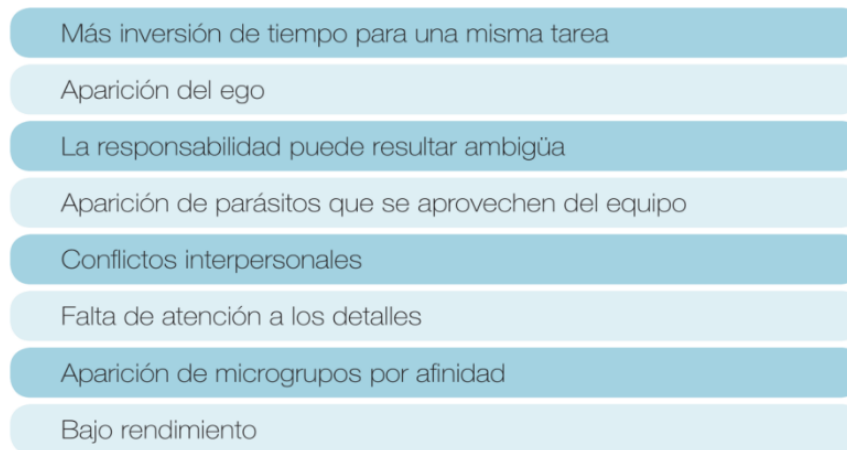 Más inversión de tiempo para una misma tarea
Aparición del ego
La responsabilidad puede resultar ambigüa
Aparición de parásitos que se aprovechen del equipo
Conflictos interpersonales
Falta de atención a los detalles
Aparición de microgrupos por afinidad
Bajo rendimiento